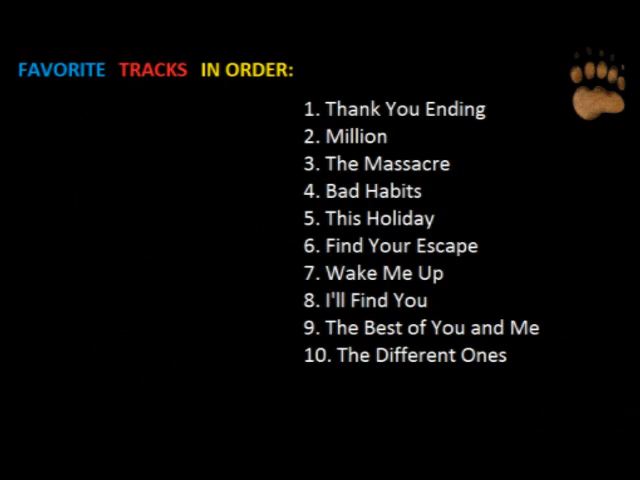 FAVORITE TRACKS IN ORDER:
1. Thank You Ending
2. Million
3. The Massacre
4. Bad Habits
5. This Holiday
6. Find Your Escape
7. Wake Me Up
8. I'll Find You
9. The Best of You and Me
10. The Different Ones